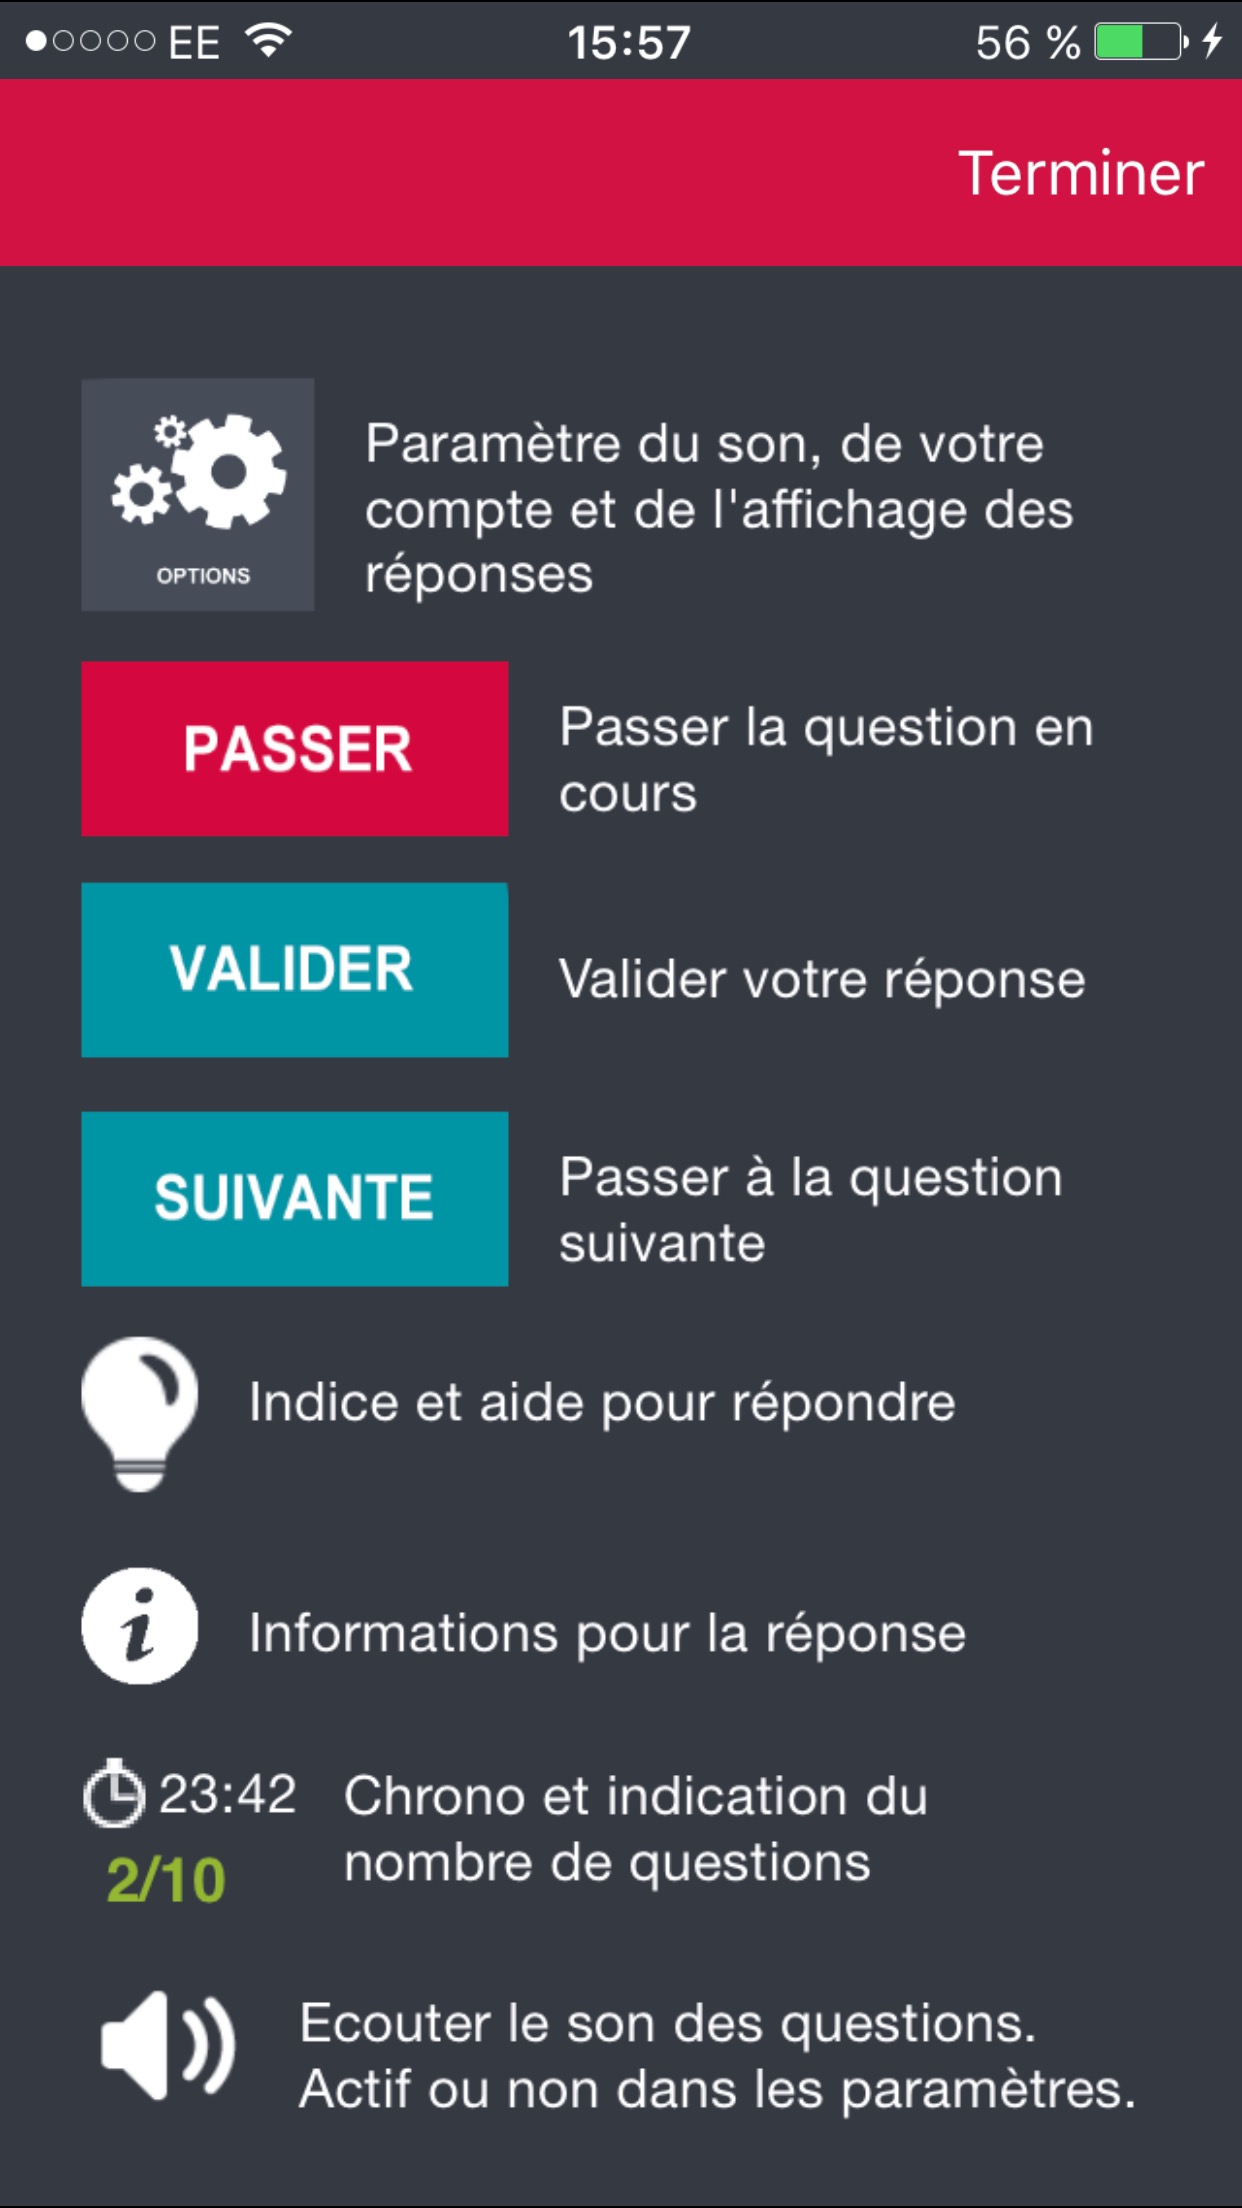 EE 15:57 56 %
Terminer
Paramètre du son, de votre
compte et de l'affichage des
réponses
OPTIONS
PASSER
Passer la question en
cours
VALIDER
Valider votre réponse
SUIVANTE
Passer à la question
suivante
Indice et aide pour répondre
i
Informations pour la réponse
23:42
2/10
Chrono et indication du
nombre de questions
Ecouter le son des questions.
Actif ou non dans les paramètres.